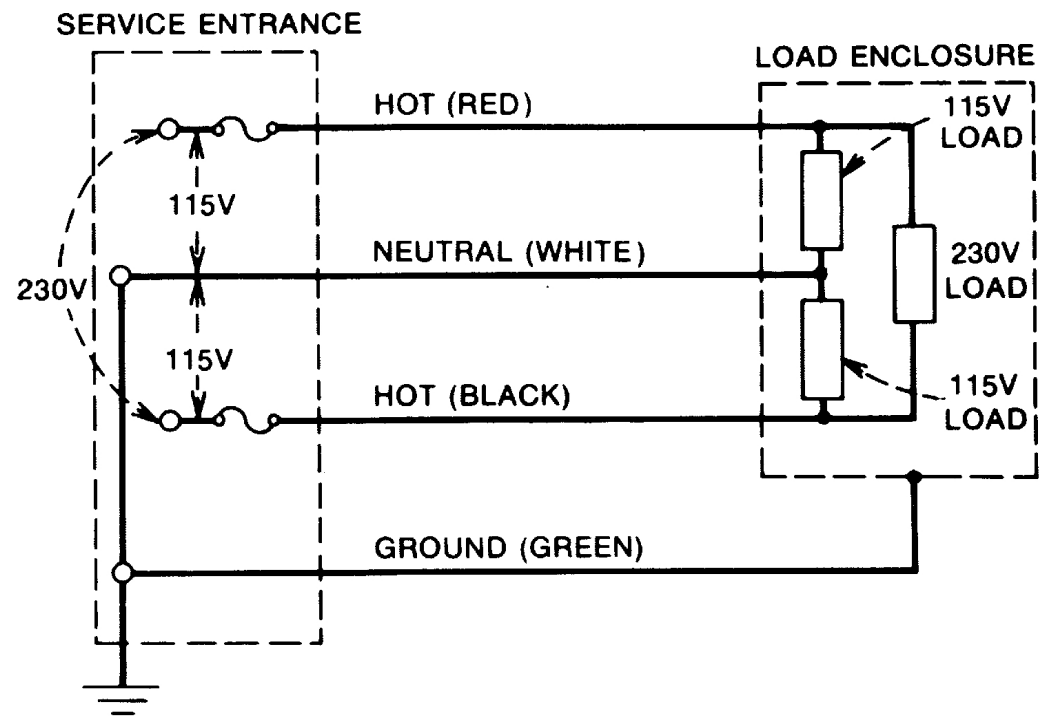 SERVICE ENTRANCE
LOAD ENCLOSURE
HOT (RED)
115V
LOAD
115V
NEUTRAL (WHITE)
230V
LOAD
230V
115V
HOT (BLACK)
115V
LOAD
GROUND (GREEN)